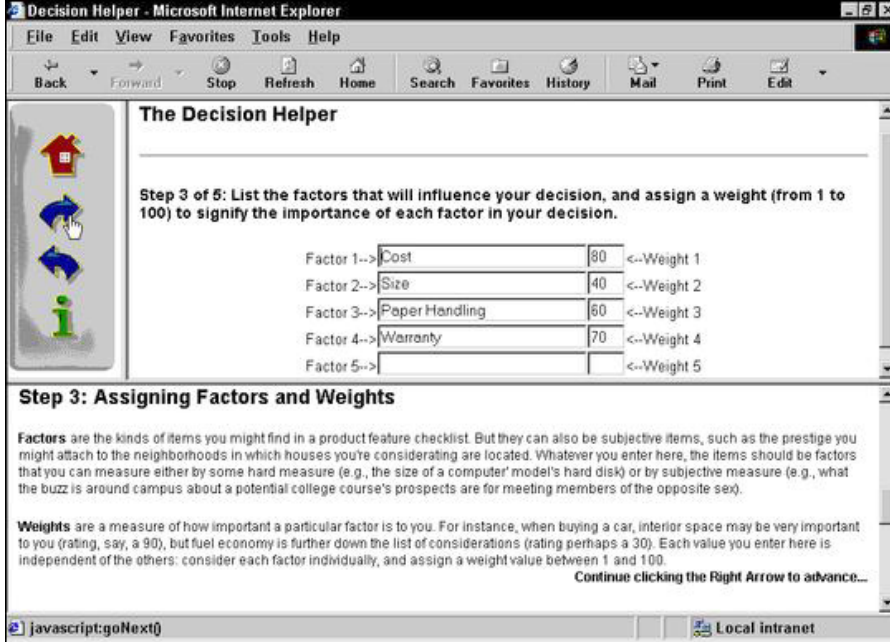 Decision Helper - Microsoft Internet Explorer
File Edit View Favorites Tools Help
Back Forward Stop Refresh Home Search Favorites History Mail Print Edit
The Decision Helper
Step 3 of 5: List the factors that will influence your decision, and assign a weight (from 1 to
100) to signify the importance of each factor in your decision.
Factor 1-->Cost 80 <--Weight 1
Factor 2-->Size 40 <--Weight 2
Factor 3-->Paper Handling 60 <--Weight 3
Factor 4-->Warranty 70 <--Weight 4
Factor 5--> <--Weight 5
Step 3: Assigning Factors and Weights
Factors are the kinds of items you might find in a product feature checklist. But they can also be subjective items, such as the prestige you
might attach to the neighborhoods in which houses you're considering are located. Whatever you enter here, the items should be factors
that you can measure either by some hard measure (e.g., the size of a computer' model's hard disk) or by subjective measure (e.g., what
the buzz is around campus about a potential college course's prospects are for meeting members of the opposite sex).
Weights are a measure of how important a particular factor is to you. For instance, when buying a car, interior space may be very important
to you (rating, say, a 90), but fuel economy is further down the list of considerations (rating perhaps a 30). Each value you enter here is
independent of the others: consider each factor individually, and assign a weight value between 1 and 100.
Continue clicking the Right Arrow to advance...
javascript:goNext() Local intranet